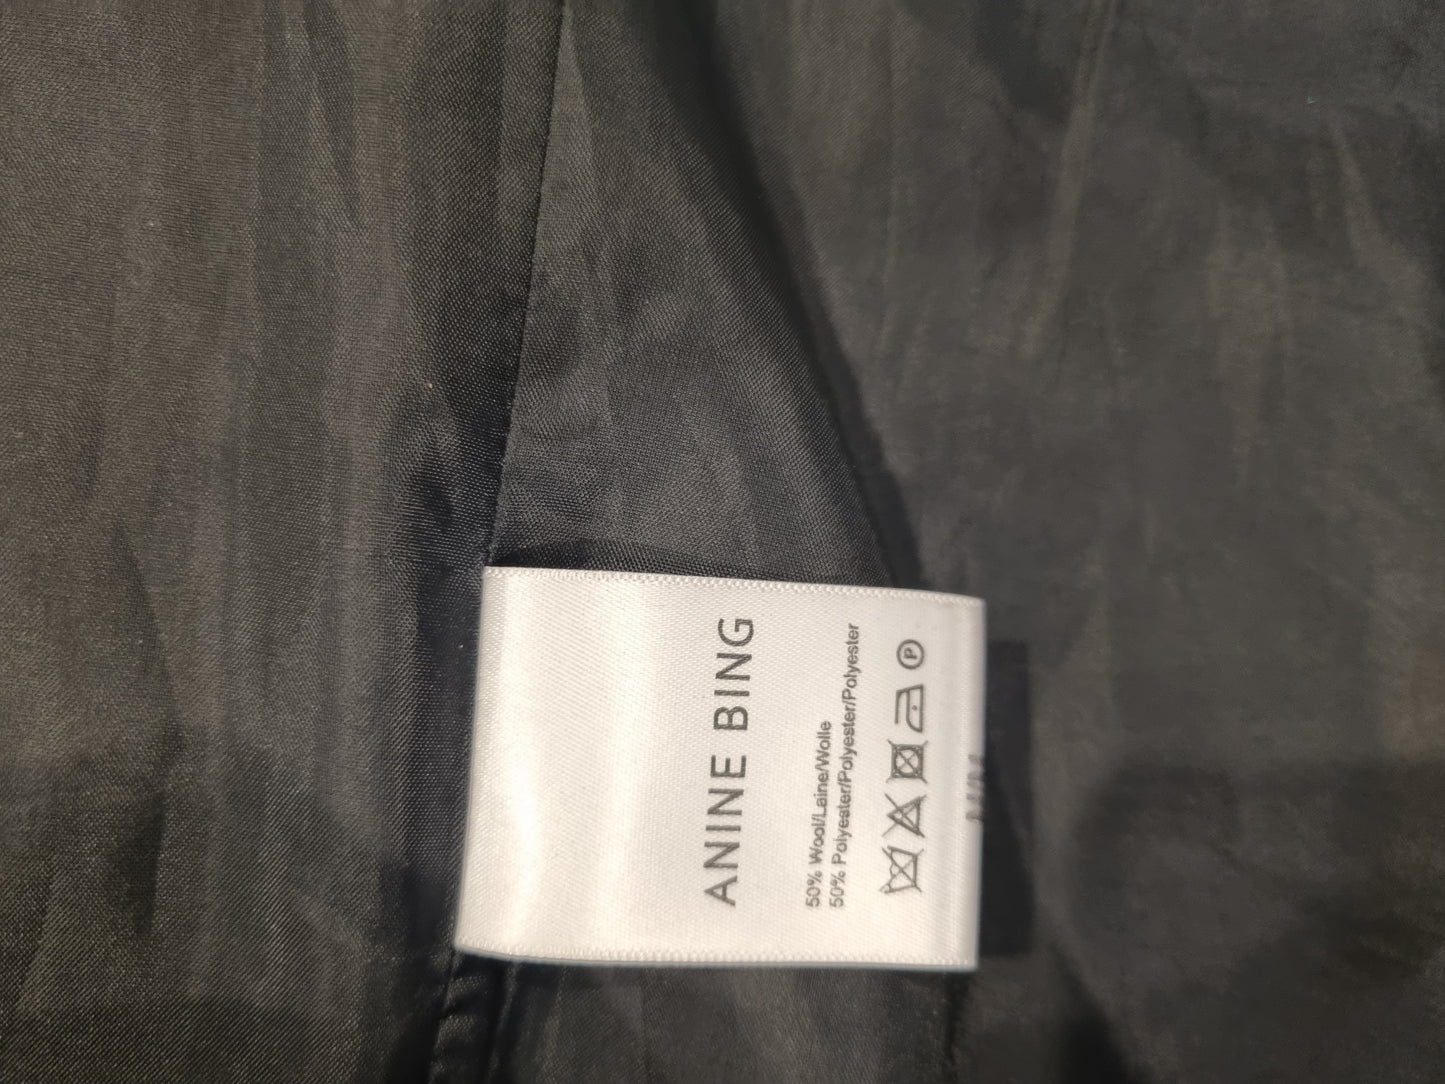 ANINE BING
50% Wool/Laine/Wolle
50% Polyester/Polyester/Polyester
P